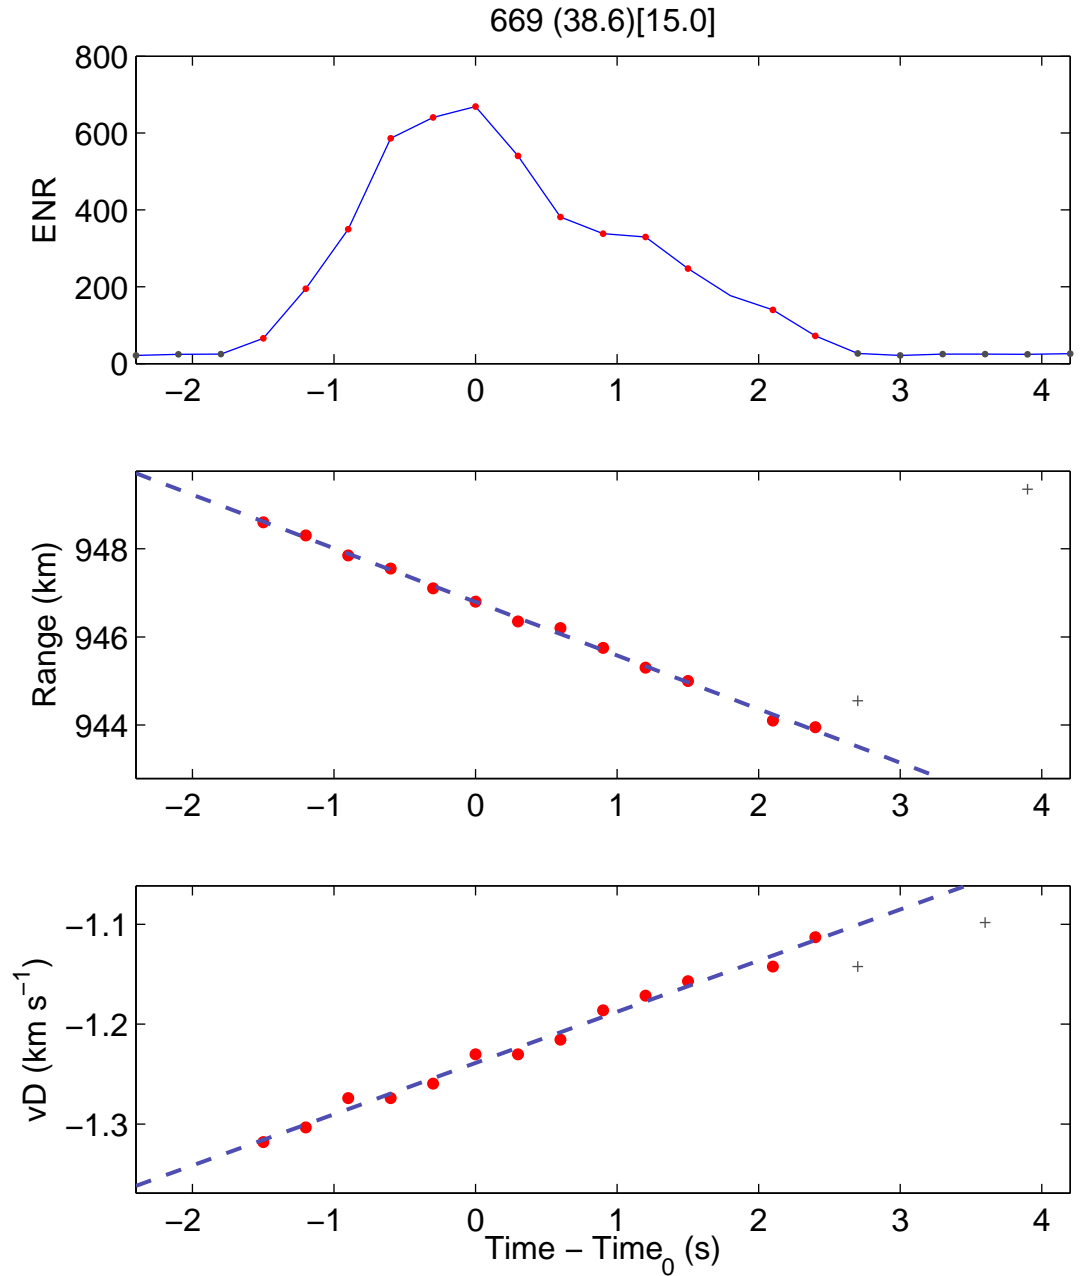 669 (38.6)[15.0]
800
600
400
200
0
ENR
−2 −1 0 1 2 3 4
948
946
944
Range (km)
−2 −1 0 1 2 3 4
−1.1
−1.2
−1.3
vD (km s⁻¹)
−2 −1 0 1 2 3 4
Time − Time₀ (s)